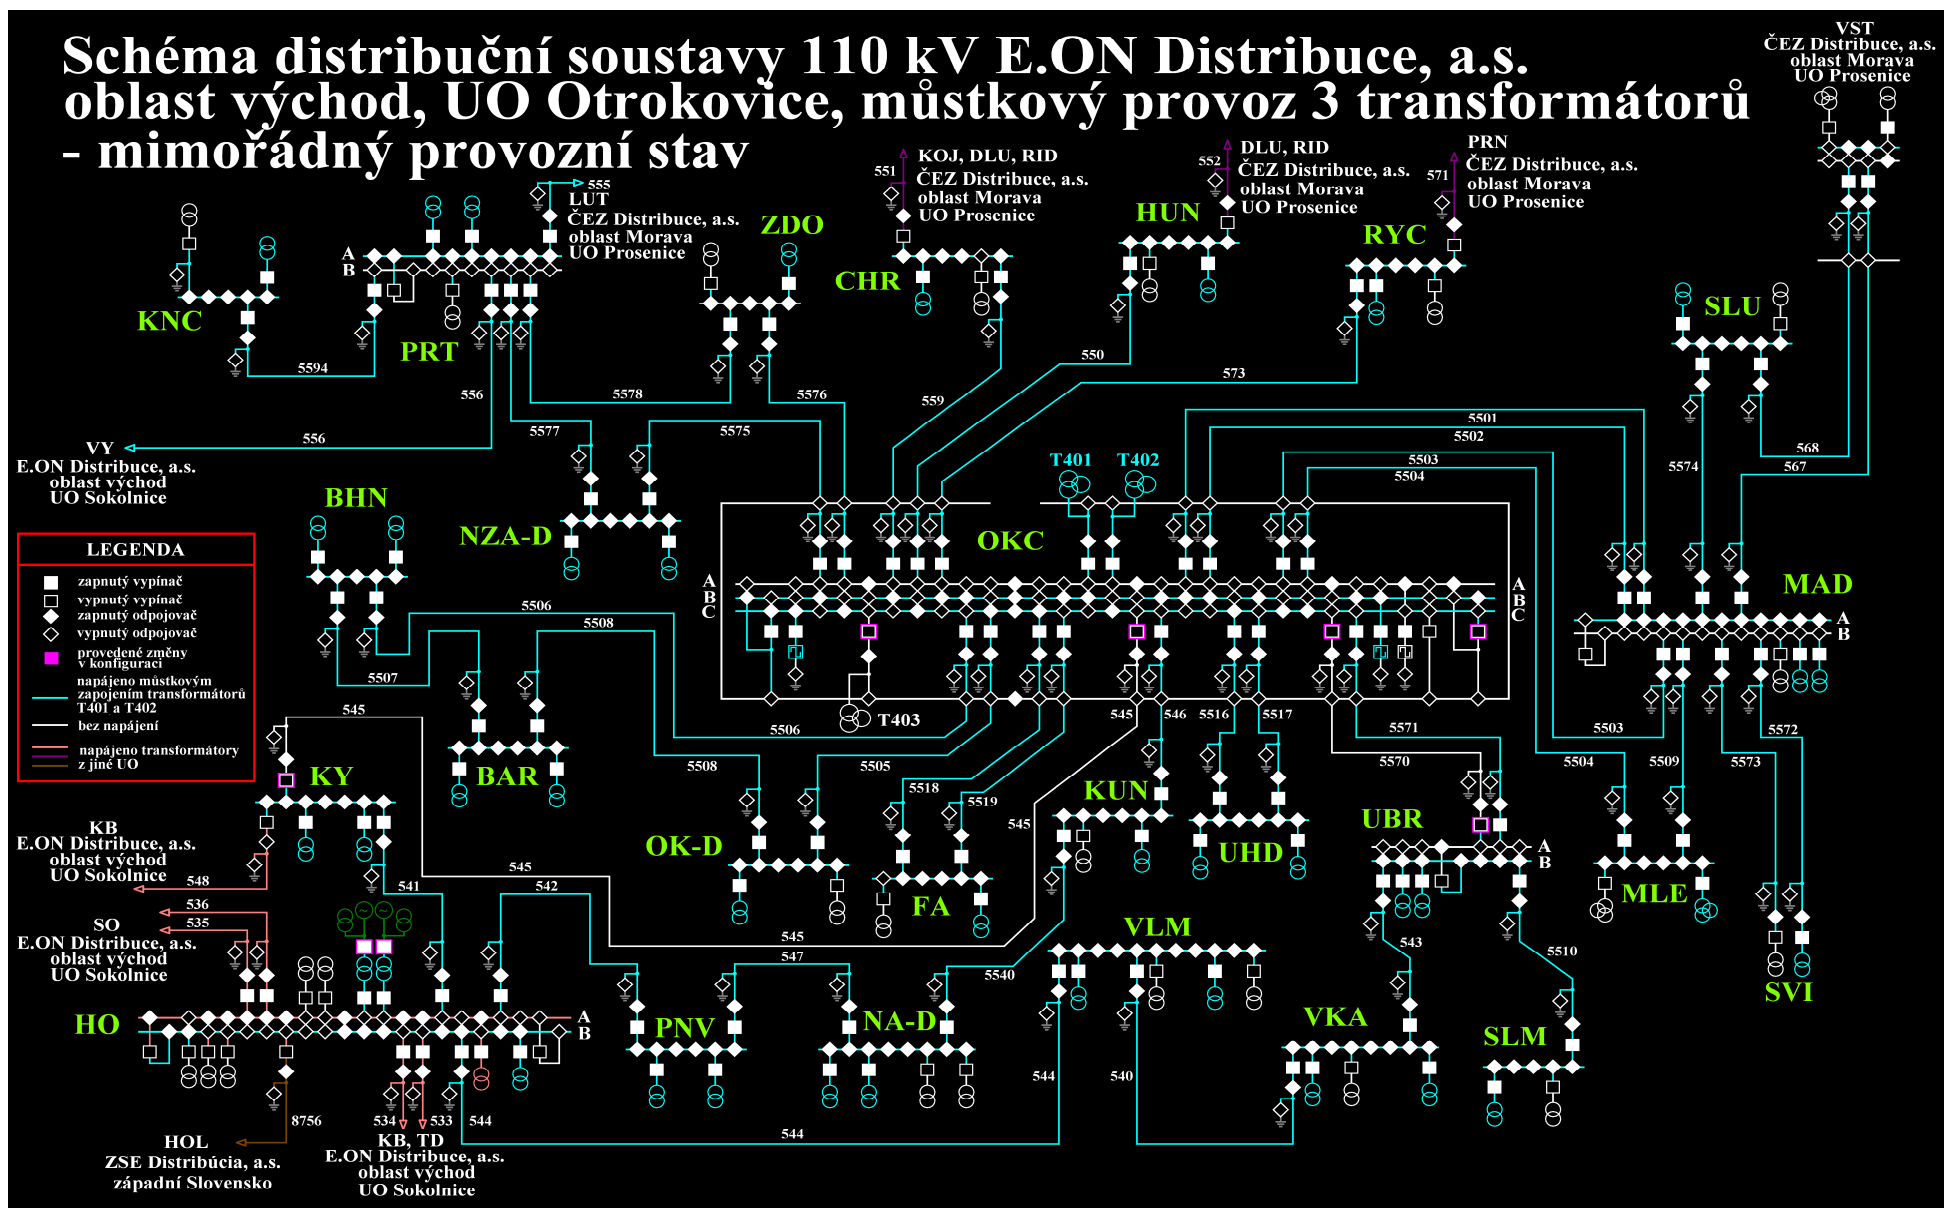 Schéma distribuční soustavy 110 kV E.ON Distribuce, a.s.
oblast východ, UO Otrokovice, můstkový provoz 3 transformátorů
- mimořádný provozní stav
VST
ČEZ Distribuce, a.s.
oblast Morava
UO Prosenice
555
LUT
ČEZ Distribuce, a.s.
oblast Morava
UO Prosenice
551
KOJ, DLU, RID
ČEZ Distribuce, a.s.
oblast Morava
UO Prosenice
552
DLU, RID
ČEZ Distribuce, a.s.
oblast Morava
UO Prosenice
571
PRN
ČEZ Distribuce, a.s.
oblast Morava
UO Prosenice
KNC
A
B
PRT
ZDO
CHR
HUN
RYC
SLU
5594
556
5578
5576
559
550
573
5577
5575
5501
5502
5503
5504
5574
568
567
556
VY
E.ON Distribuce, a.s.
oblast východ
UO Sokolnice
BHN
NZA-D
T401
T402
OKC
A
B
C
A
B
C
MAD
A
B
LEGENDA
zapnutý vypínač
vypnutý vypínač
zapnutý odpojovač
vypnutý odpojovač
provedené změny
v konfiguraci
napájeno můstkovým
zapojením transformátorů
T401 a T402
bez napájení
napájeno transformátory
z jiné UO
5506
5508
5507
545
5506
T403
545
546
5516
5517
5571
5503
5572
5508
5505
5570
5504
5509
5573
KY
BAR
5518
5519
KUN
545
UBR
A
B
OK-D
FA
UHD
MLE
SVI
KB
E.ON Distribuce, a.s.
oblast východ
UO Sokolnice
548
545
541
542
536
535
SO
E.ON Distribuce, a.s.
oblast východ
UO Sokolnice
545
547
5540
VLM
543
5510
HO
A
B
PNV
NA-D
VKA
SLM
544
540
8756
534
533
544
544
HOL
ZSE Distribúcia, a.s.
západní Slovensko
KB, TD
E.ON Distribuce, a.s.
oblast východ
UO Sokolnice